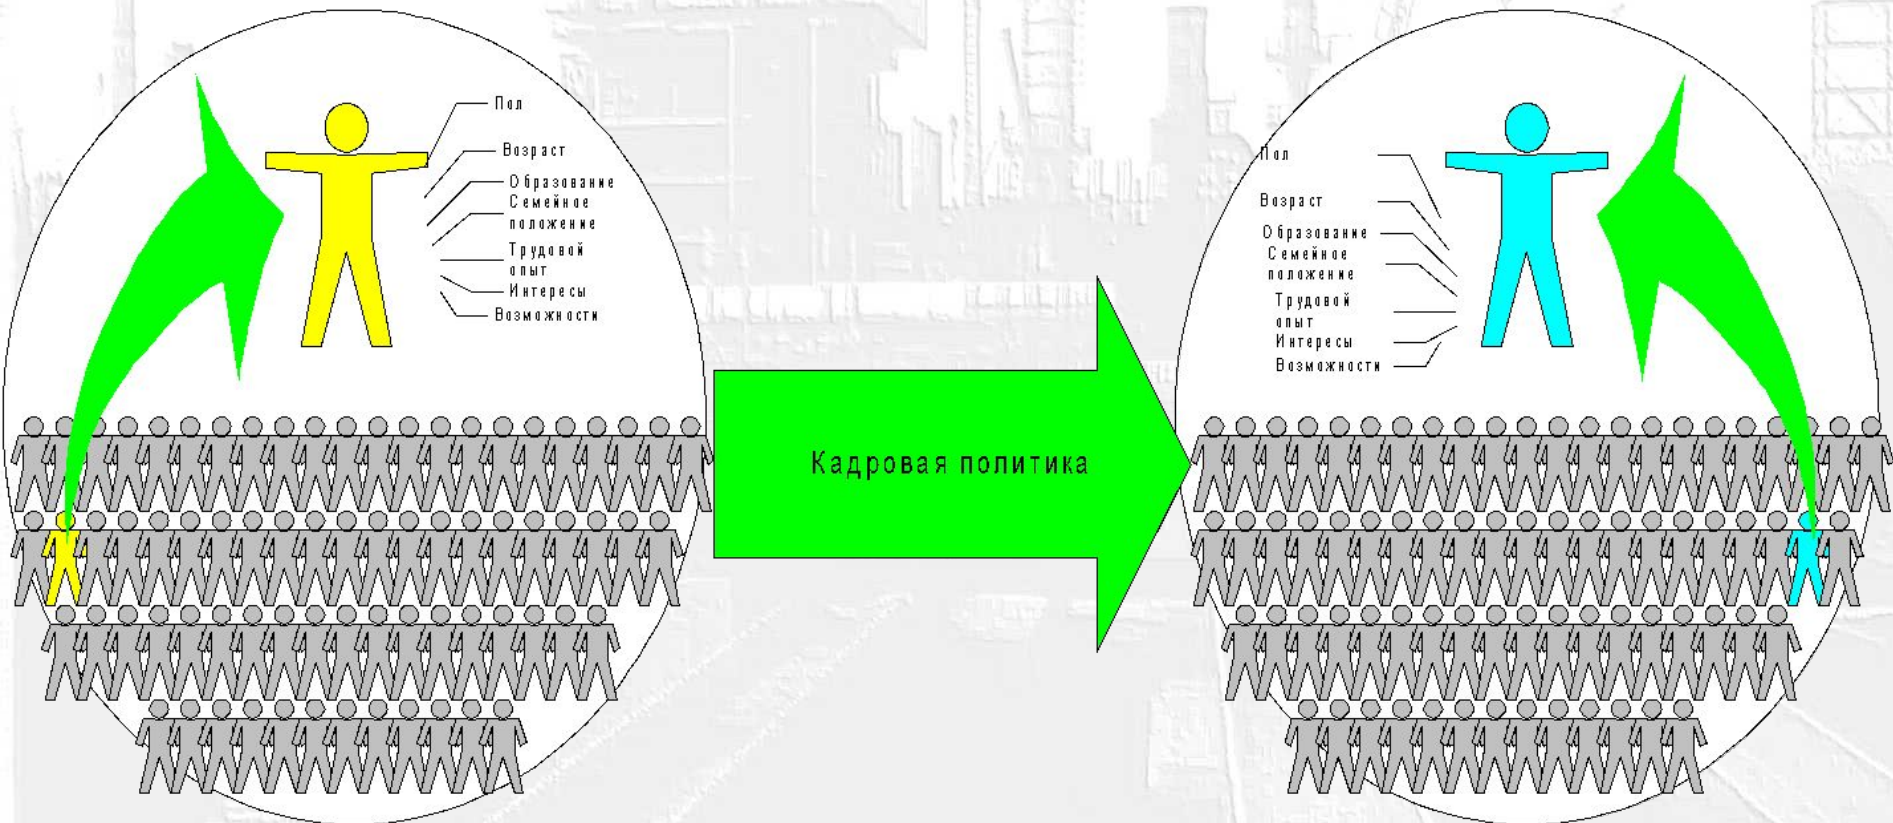 Пол
Возраст
Образование
Семейное
положение
Трудовой
опыт
Интересы
Возможности
Кадровая политика
Пол
Возраст
Образование
Семейное
положение
Трудовой
опыт
Интересы
Возможности